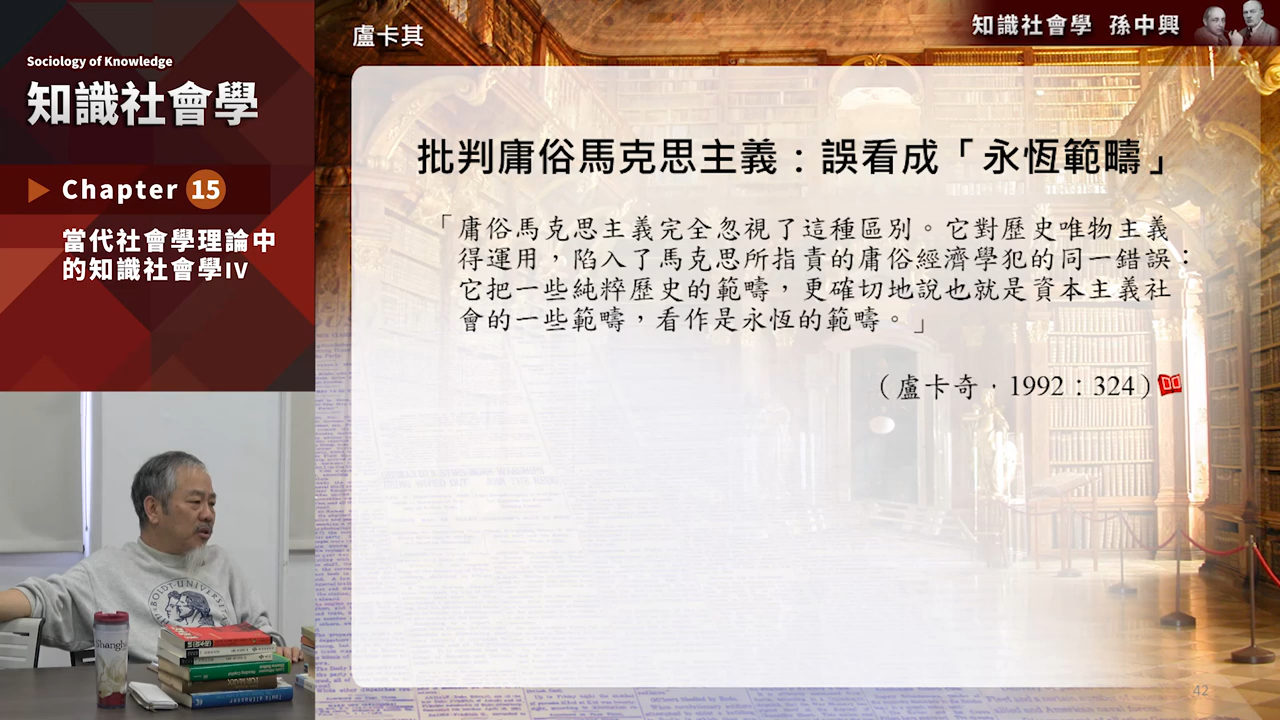 Sociology of Knowledge
知識社會學
Chapter 15
當代社會學理論中
的知識社會學IV
盧卡其
知識社會學 孫中興
批判庸俗馬克思主義：誤看成「永恆範疇」
「庸俗馬克思主義完全忽視了這種區別。它對歷史唯物主義
得運用，陷入了馬克思所指責的庸俗經濟學犯的同一錯誤：
它把一些純粹歷史的範疇，更確切地說也就是資本主義社
會的一些範疇，看作是永恆的範疇。」
（盧卡奇，1992：324）
42
Shanghai